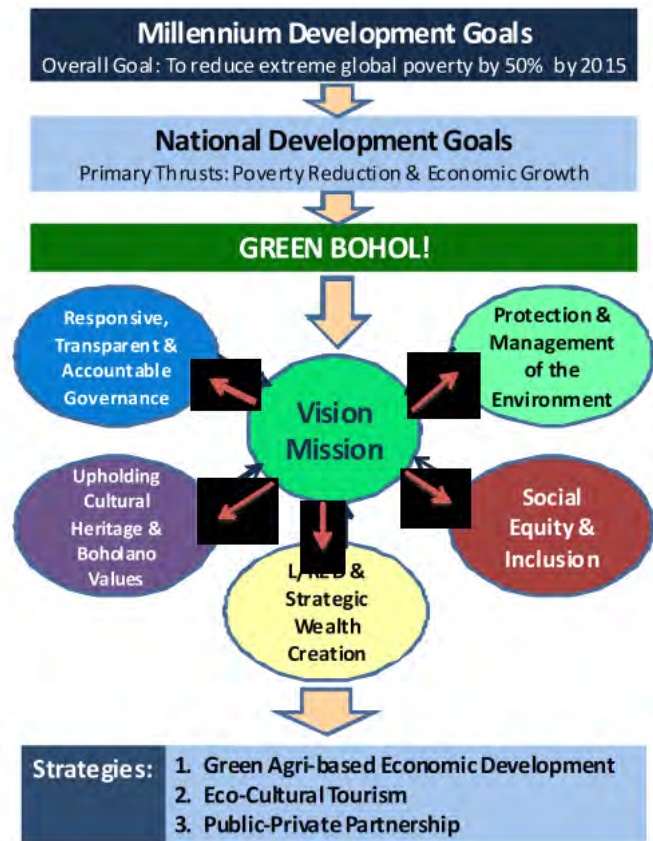 Millennium Development Goals
Overall Goal: To reduce extreme global poverty by 50% by 2015
National Development Goals
Primary Thrusts: Poverty Reduction & Economic Growth
GREEN BOHOL!
Responsive,
Transparent &
Accountable
Governance
Protection &
Management
of the
Environment
Vision
Mission
Upholding
Cultural
Heritage &
Boholano
Values
Social
Equity &
Inclusion
&
Strategic
Wealth
Creation
Strategies:
1. Green Agri-based Economic Development
2. Eco-Cultural Tourism
3. Public-Private Partnership